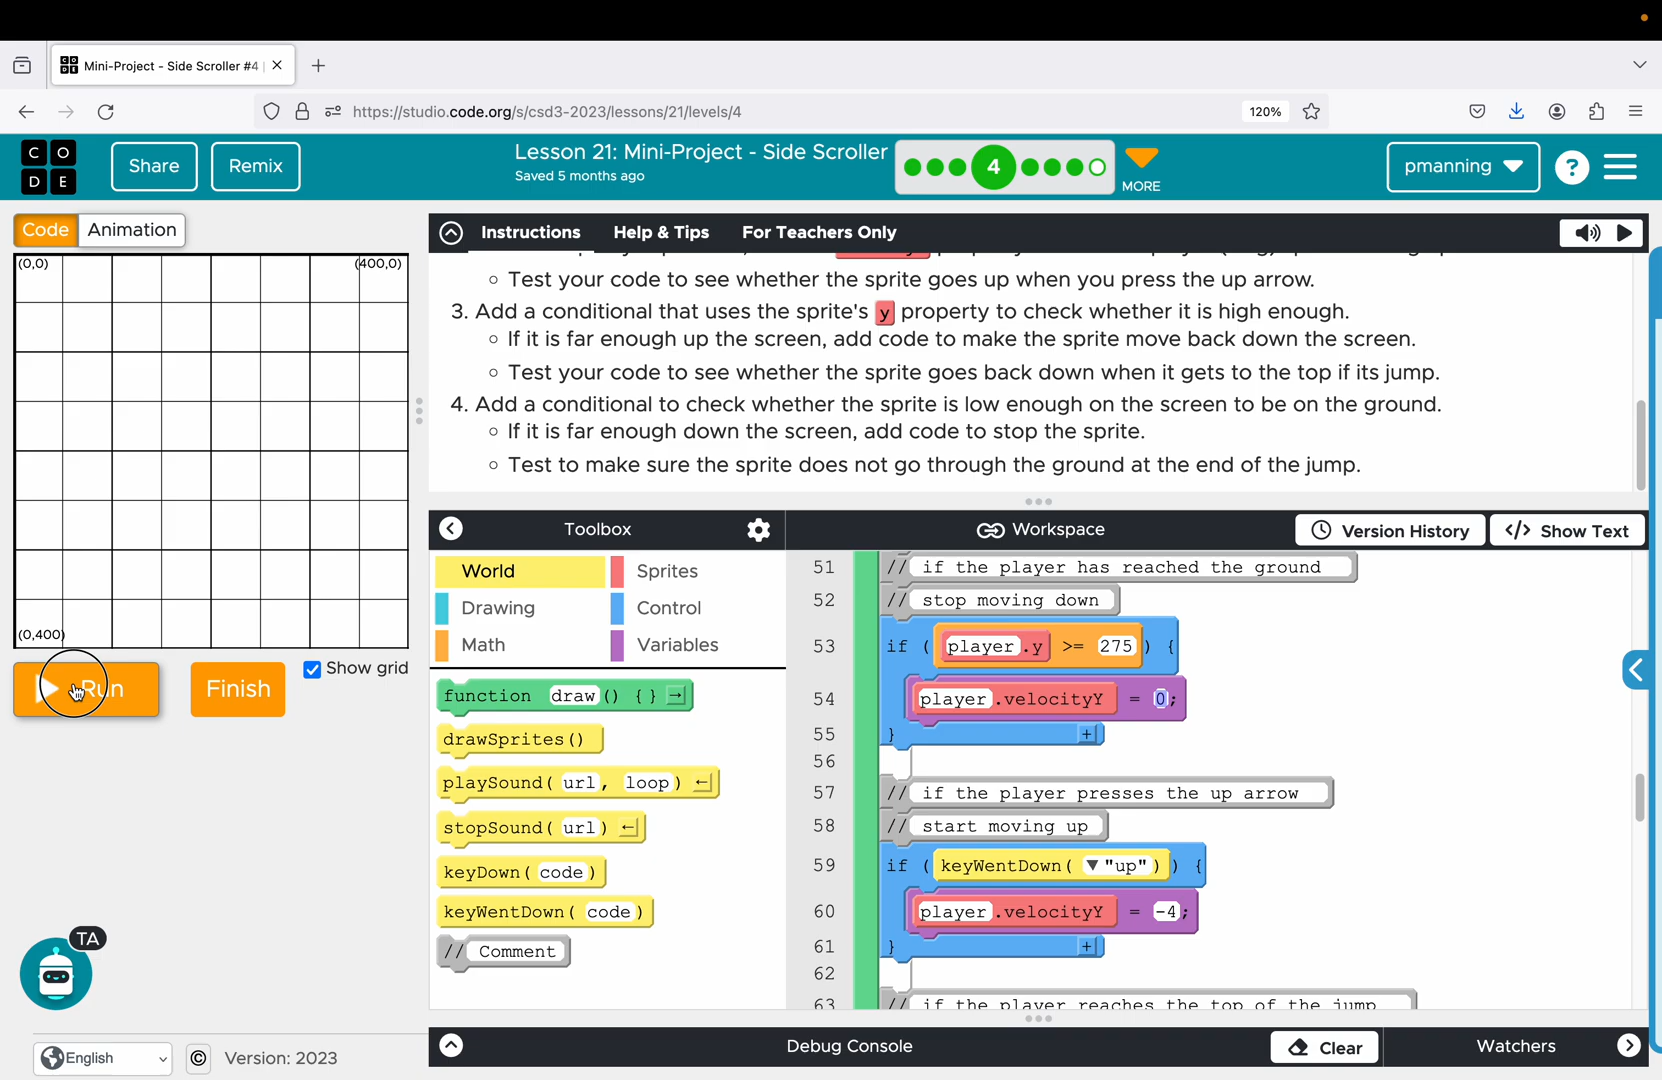 Mini-Project - Side Scroller #4
https://studio.code.org/s/csd3-2023/lessons/21/levels/4
120%
C O
D E
Share
Remix
Lesson 21: Mini-Project - Side Scroller
Saved 5 months ago
4
MORE
pmanning
?
Code
Animation
Instructions
Help & Tips
For Teachers Only
(0,0)
(400,0)
(0,400)
Test your code to see whether the sprite goes up when you press the up arrow.
3. Add a conditional that uses the sprite's y property to check whether it is high enough.
If it is far enough up the screen, add code to make the sprite move back down the screen.
Test your code to see whether the sprite goes back down when it gets to the top if its jump.
4. Add a conditional to check whether the sprite is low enough on the screen to be on the ground.
If it is far enough down the screen, add code to stop the sprite.
Test to make sure the sprite does not go through the ground at the end of the jump.
Run
Finish
Show grid
Toolbox
Workspace
Version History
</> Show Text
World
Sprites
Drawing
Control
Math
Variables
function draw() { }
drawSprites()
playSound( url, loop)
stopSound( url)
keyDown( code)
keyWentDown( code)
// Comment
51 // if the player has reached the ground
52 // stop moving down
53 if ( player.y >= 275 ) {
54 player.velocityY = 0;
55 }
56
57 // if the player presses the up arrow
58 // start moving up
59 if ( keyWentDown( "up") ) {
60 player.velocityY = -4;
61 }
62
63 // if the player reaches the top of the jump
TA
English
© Version: 2023
Debug Console
Clear
Watchers